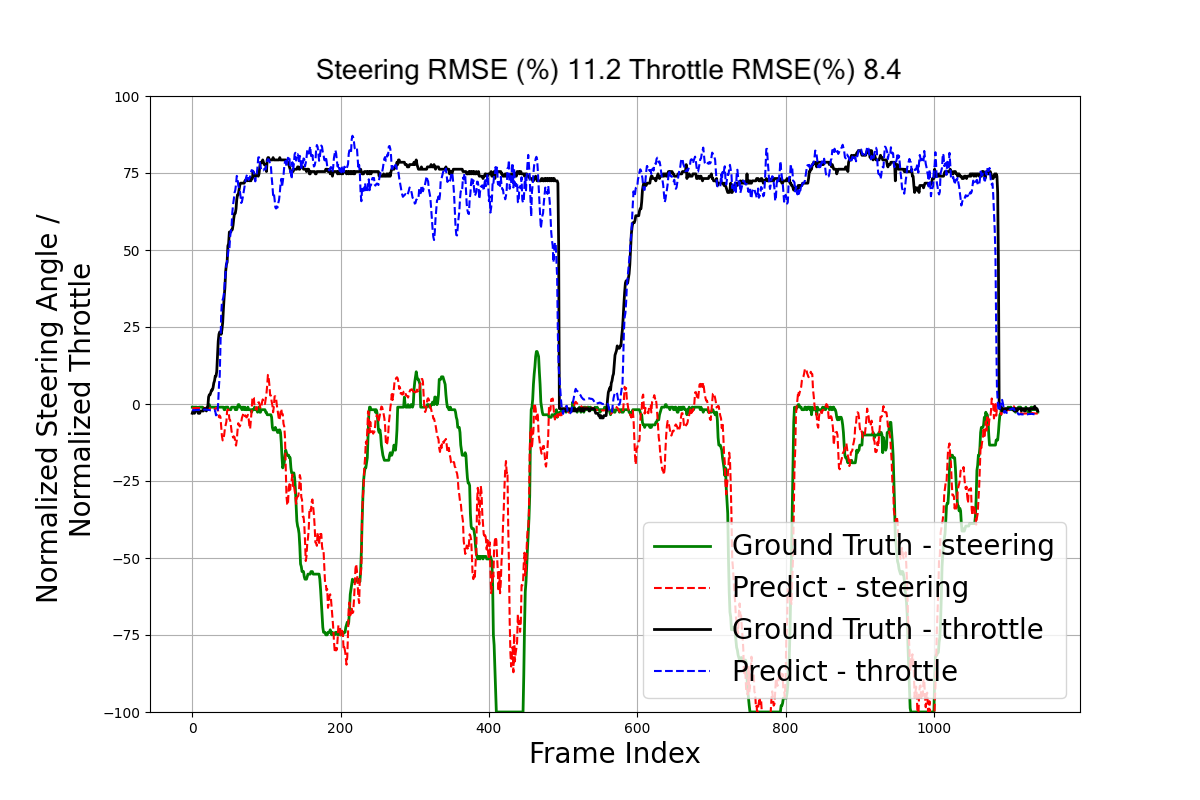 Steering RMSE (%) 11.2 Throttle RMSE(%) 8.4
Normalized Steering Angle /
Normalized Throttle
100
75
50
25
0
−25
−50
−75
−100
Ground Truth - steering
Predict - steering
Ground Truth - throttle
Predict - throttle
0 200 400 600 800 1000
Frame Index